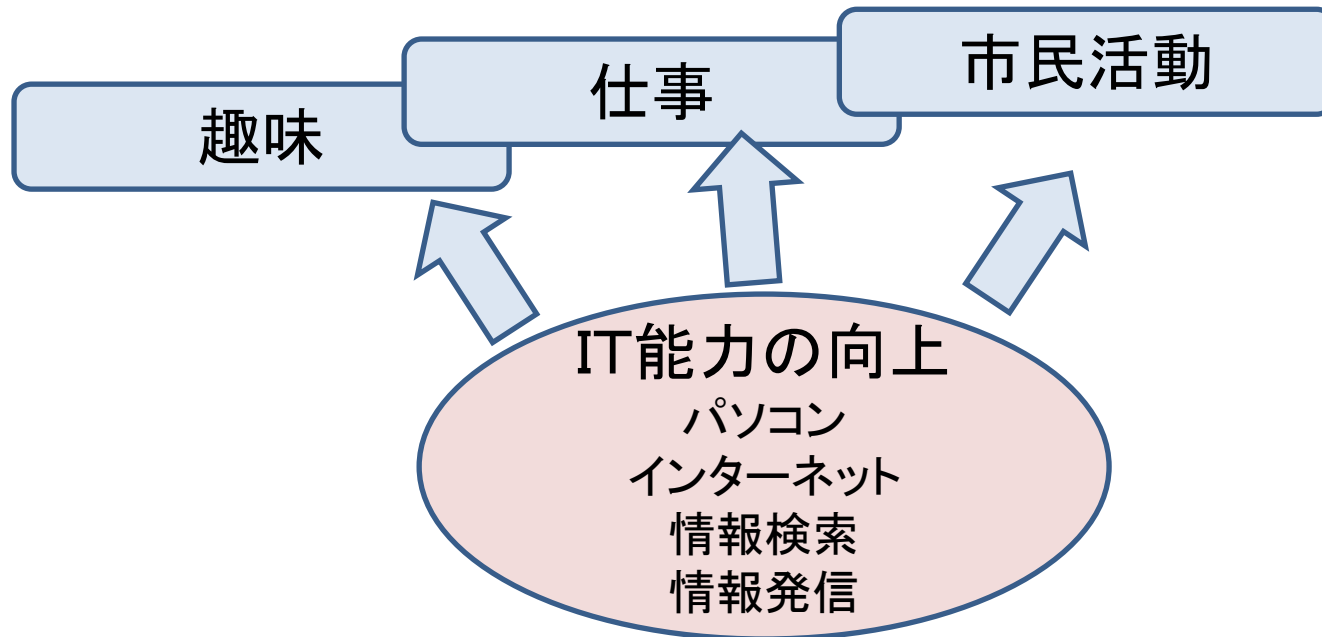 趣味
仕事
市民活動
IT能力の向上
パソコン
インターネット
情報検索
情報発信